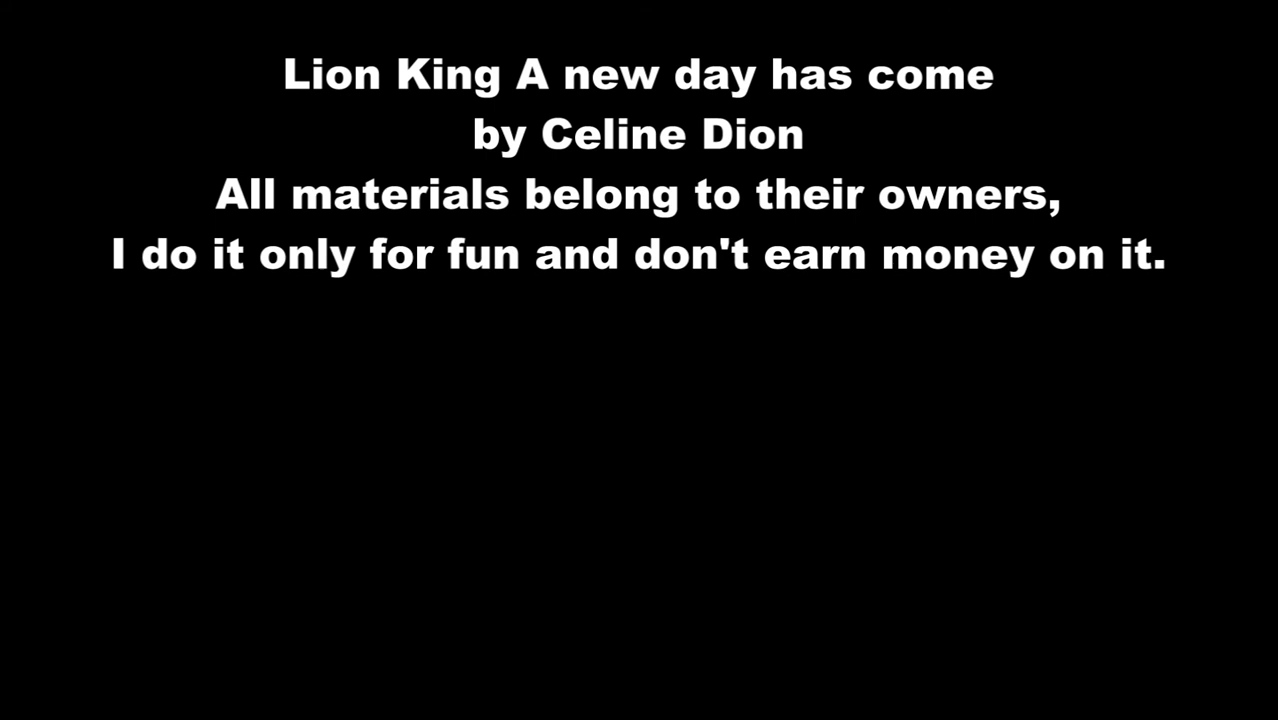 Lion King A new day has come
by Celine Dion
All materials belong to their owners,
I do it only for fun and don't earn money on it.